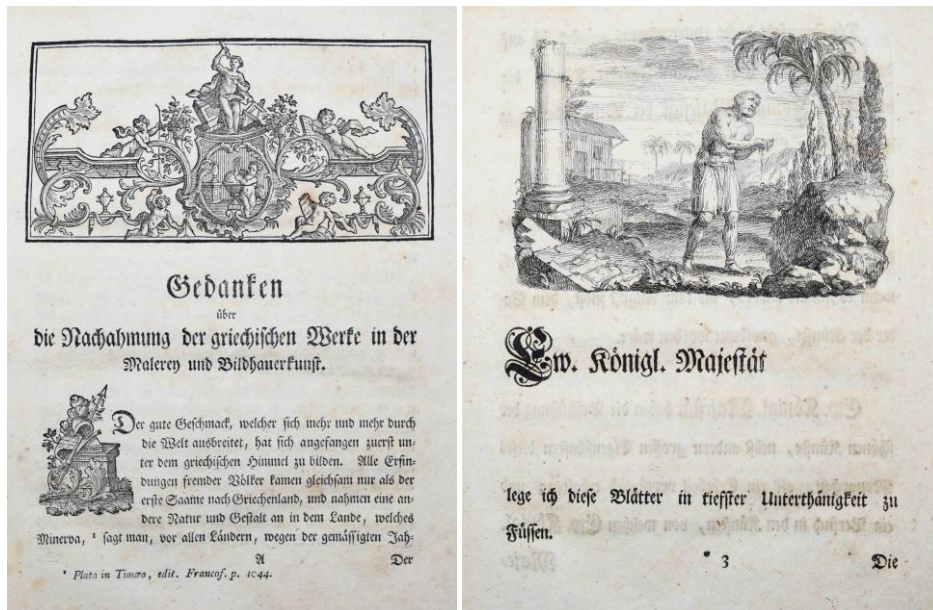 Gedanken
über
die Nachahmung der griechischen Werke in der
Malerey und Bildhauerkunst.
Der gute Geschmack, welcher sich mehr und mehr durch
die Welt ausbreitet, hat sich angefangen zuerst un-
ter dem griechischen Himmel zu bilden. Alle Erfin-
dungen fremder Völker kamen gleichsam nur als der
erste Saame nach Griechenland, und nahmen eine an-
dere Natur und Gestalt an in dem Lande, welches
Minerva, ¹ sagt man, vor allen Ländern, wegen der gemäßigten Jah-
A Der
¹ Plato in Timæo, edit. Francof. p. 1044.
Ew. Königl. Majestät
lege ich diese Blätter in tiefster Unterthänigkeit zu
Füssen.
* 3 Die